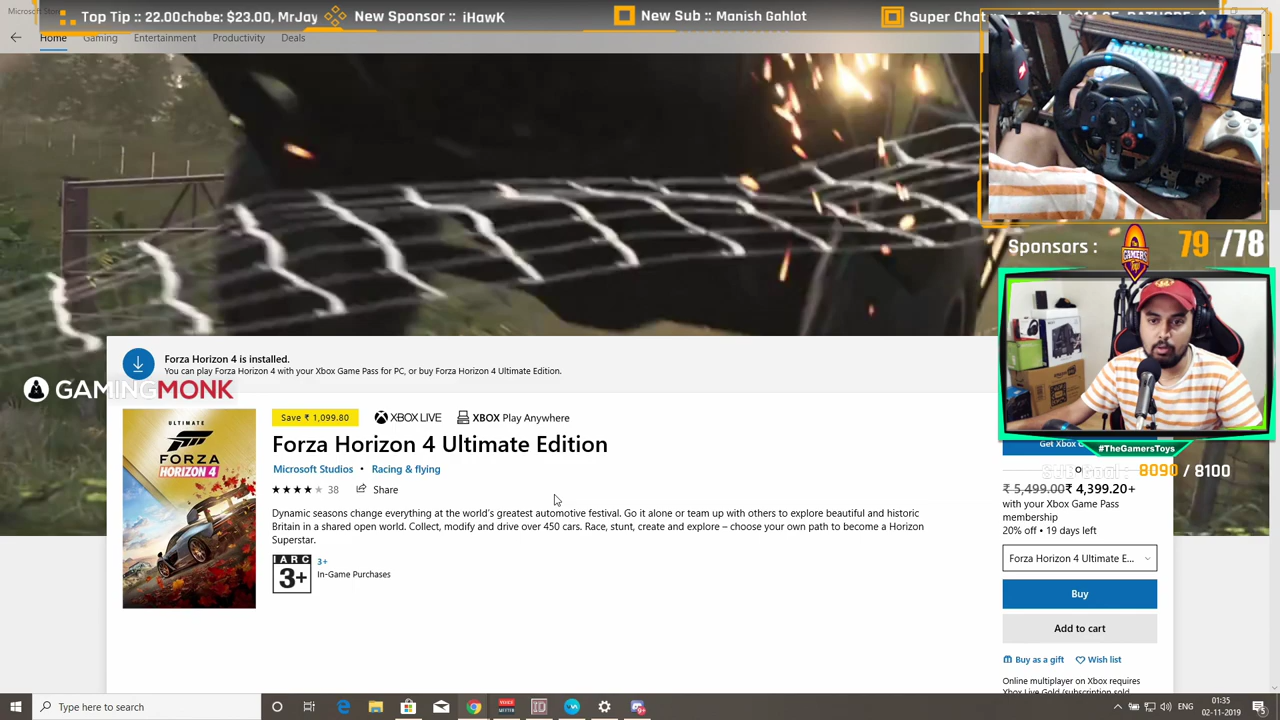 Top Tip :: 22.00chobe: $23.00, MrJay
New Sponsor :: iHawK
New Sub :: Manish Gahlot
Super Cha
Home
Gaming
Entertainment
Productivity
Deals
Sponsors :
79 /78
Forza Horizon 4 is installed.
You can play Forza Horizon 4 with your Xbox Game Pass for PC, or buy Forza Horizon 4 Ultimate Edition.
GAMINGMONK
ULTIMATE
FORZA
HORIZON 4
Save ₹ 1,099.80
XBOX LIVE
XBOX Play Anywhere
Forza Horizon 4 Ultimate Edition
Microsoft Studios • Racing & flying
38
Share
Dynamic seasons change everything at the world's greatest automotive festival. Go it alone or team up with others to explore beautiful and historic
Britain in a shared open world. Collect, modify and drive over 450 cars. Race, stunt, create and explore – choose your own path to become a Horizon
Superstar.
IARC
3+
3+
In-Game Purchases
Get Xbox G
#TheGamersToys
8090 / 8100
₹ 5,499.00 ₹ 4,399.20+
with your Xbox Game Pass
membership
20% off • 19 days left
Forza Horizon 4 Ultimate E...
Buy
Add to cart
Buy as a gift
Wish list
Online multiplayer on Xbox requires
Xbox Live Gold (subscription sold
Type here to search
ENG
01:35
02-11-2019